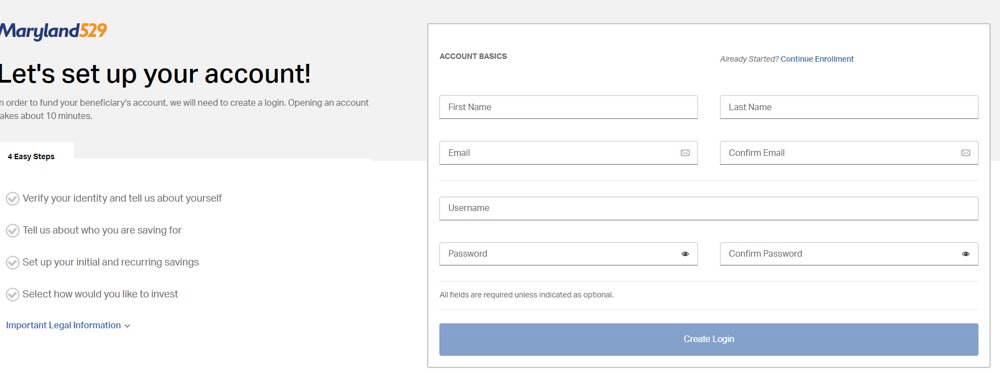 Maryland529
Let's set up your account!
n order to fund your beneficiary's account, we will need to create a login. Opening an account
akes about 10 minutes.
4 Easy Steps
Verify your identity and tell us about yourself
Tell us about who you are saving for
Set up your initial and recurring savings
Select how would you like to invest
Important Legal Information
ACCOUNT BASICS
Already Started? Continue Enrollment
First Name
Last Name
Email
Confirm Email
Username
Password
Confirm Password
All fields are required unless indicated as optional.
Create Login